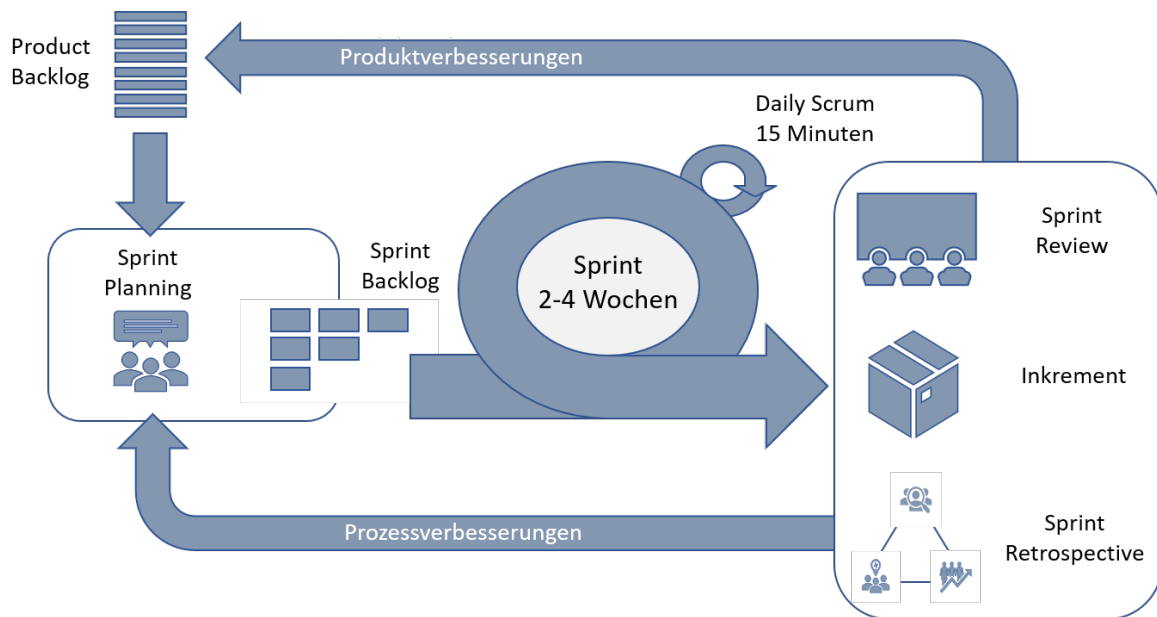 Product
Backlog
Produktverbesserungen
Daily Scrum
15 Minuten
Sprint
Planning
Sprint
Backlog
Sprint
2-4 Wochen
Sprint
Review
Inkrement
Prozessverbesserungen
Sprint
Retrospective